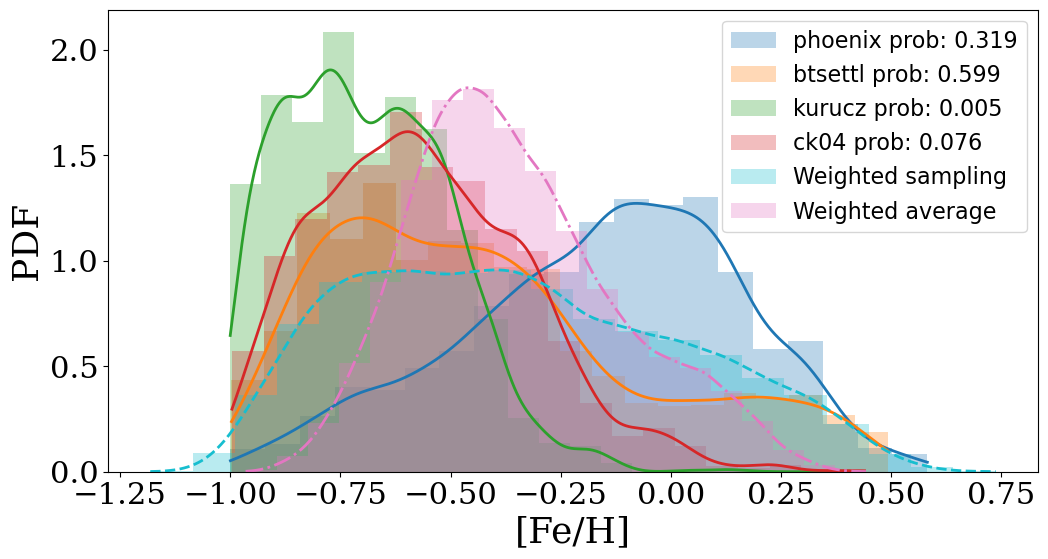 2.0
1.5
1.0
0.5
0.0
PDF
phoenix prob: 0.319
btsettl prob: 0.599
kurucz prob: 0.005
ck04 prob: 0.076
Weighted sampling
Weighted average
−1.25 −1.00 −0.75 −0.50 −0.25 0.00 0.25 0.50 0.75
[Fe/H]